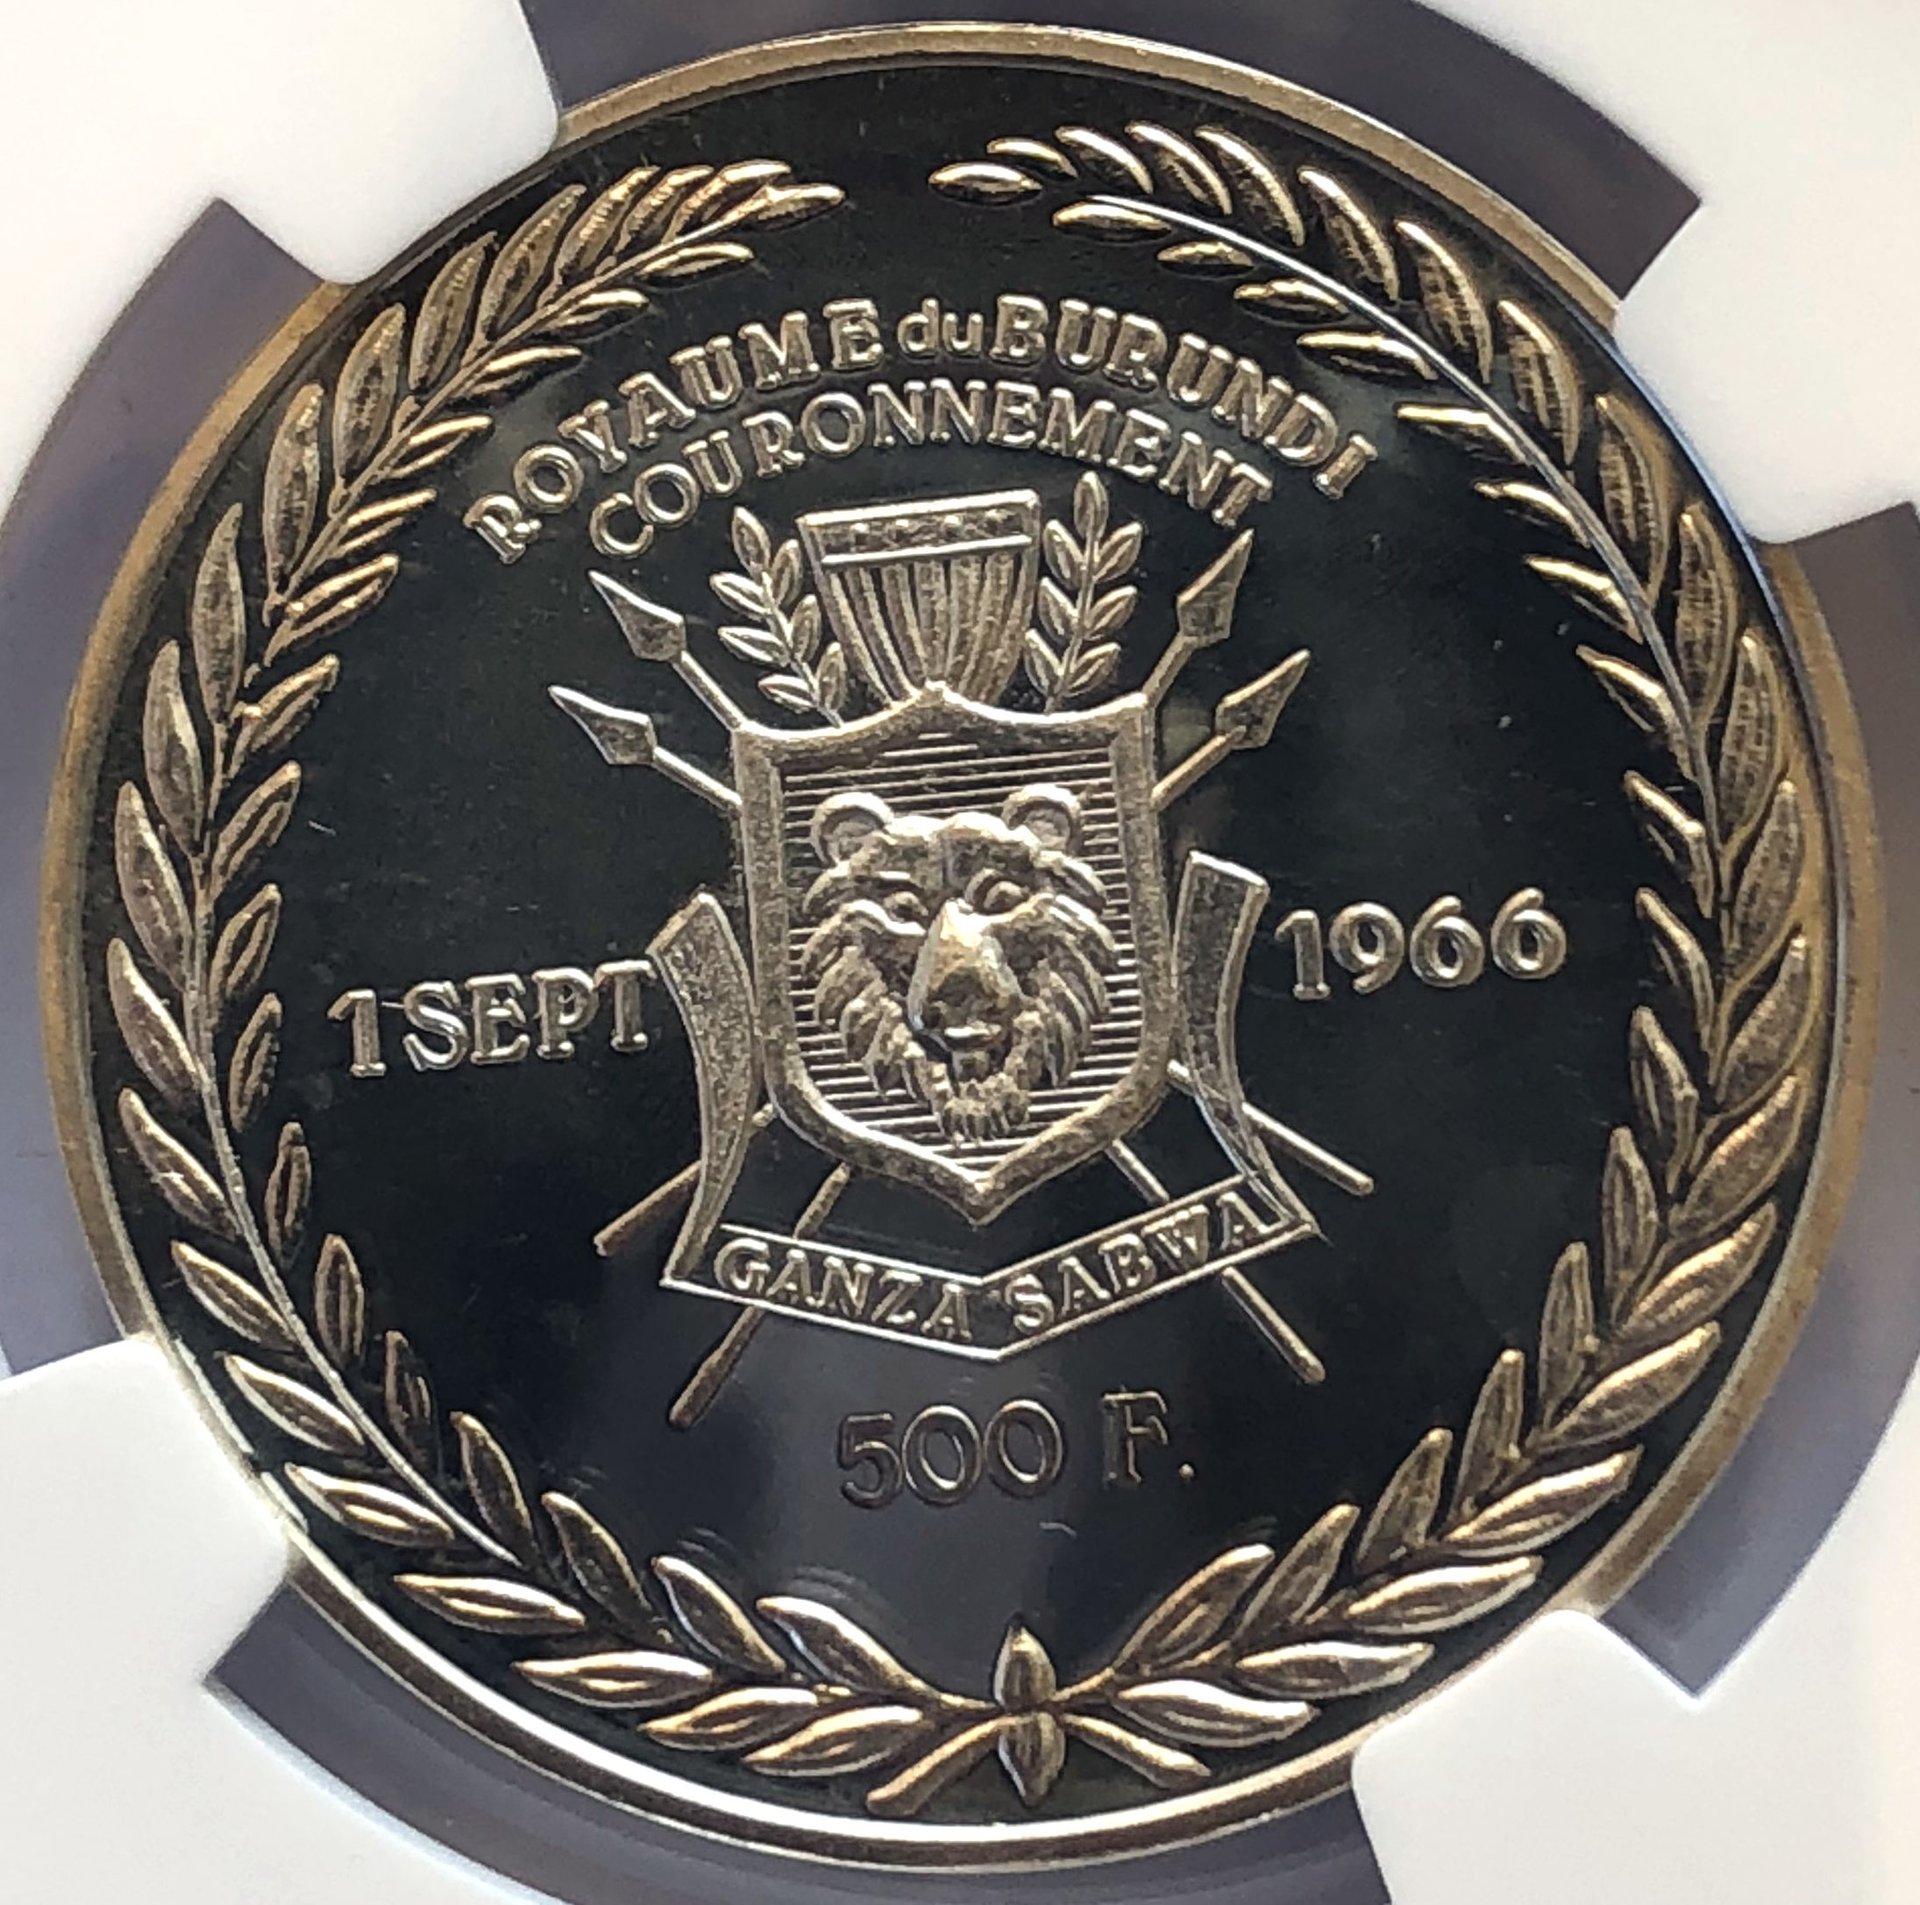 ROYAUME du BURUNDI
COURONNEMENT
1 SEPT 1966
GANZA SABWA
500 F.